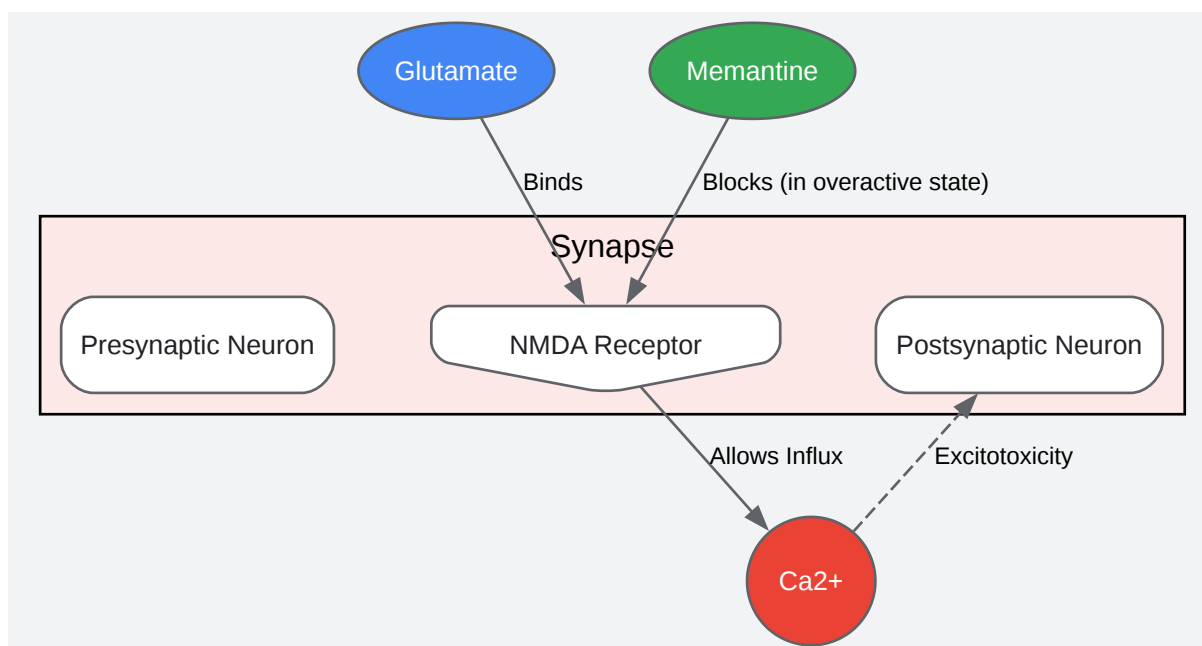 Glutamate
Memantine
Binds
Blocks (in overactive state)
Synapse
Presynaptic Neuron
NMDA Receptor
Postsynaptic Neuron
Allows Influx
Excitotoxicity
Ca2+